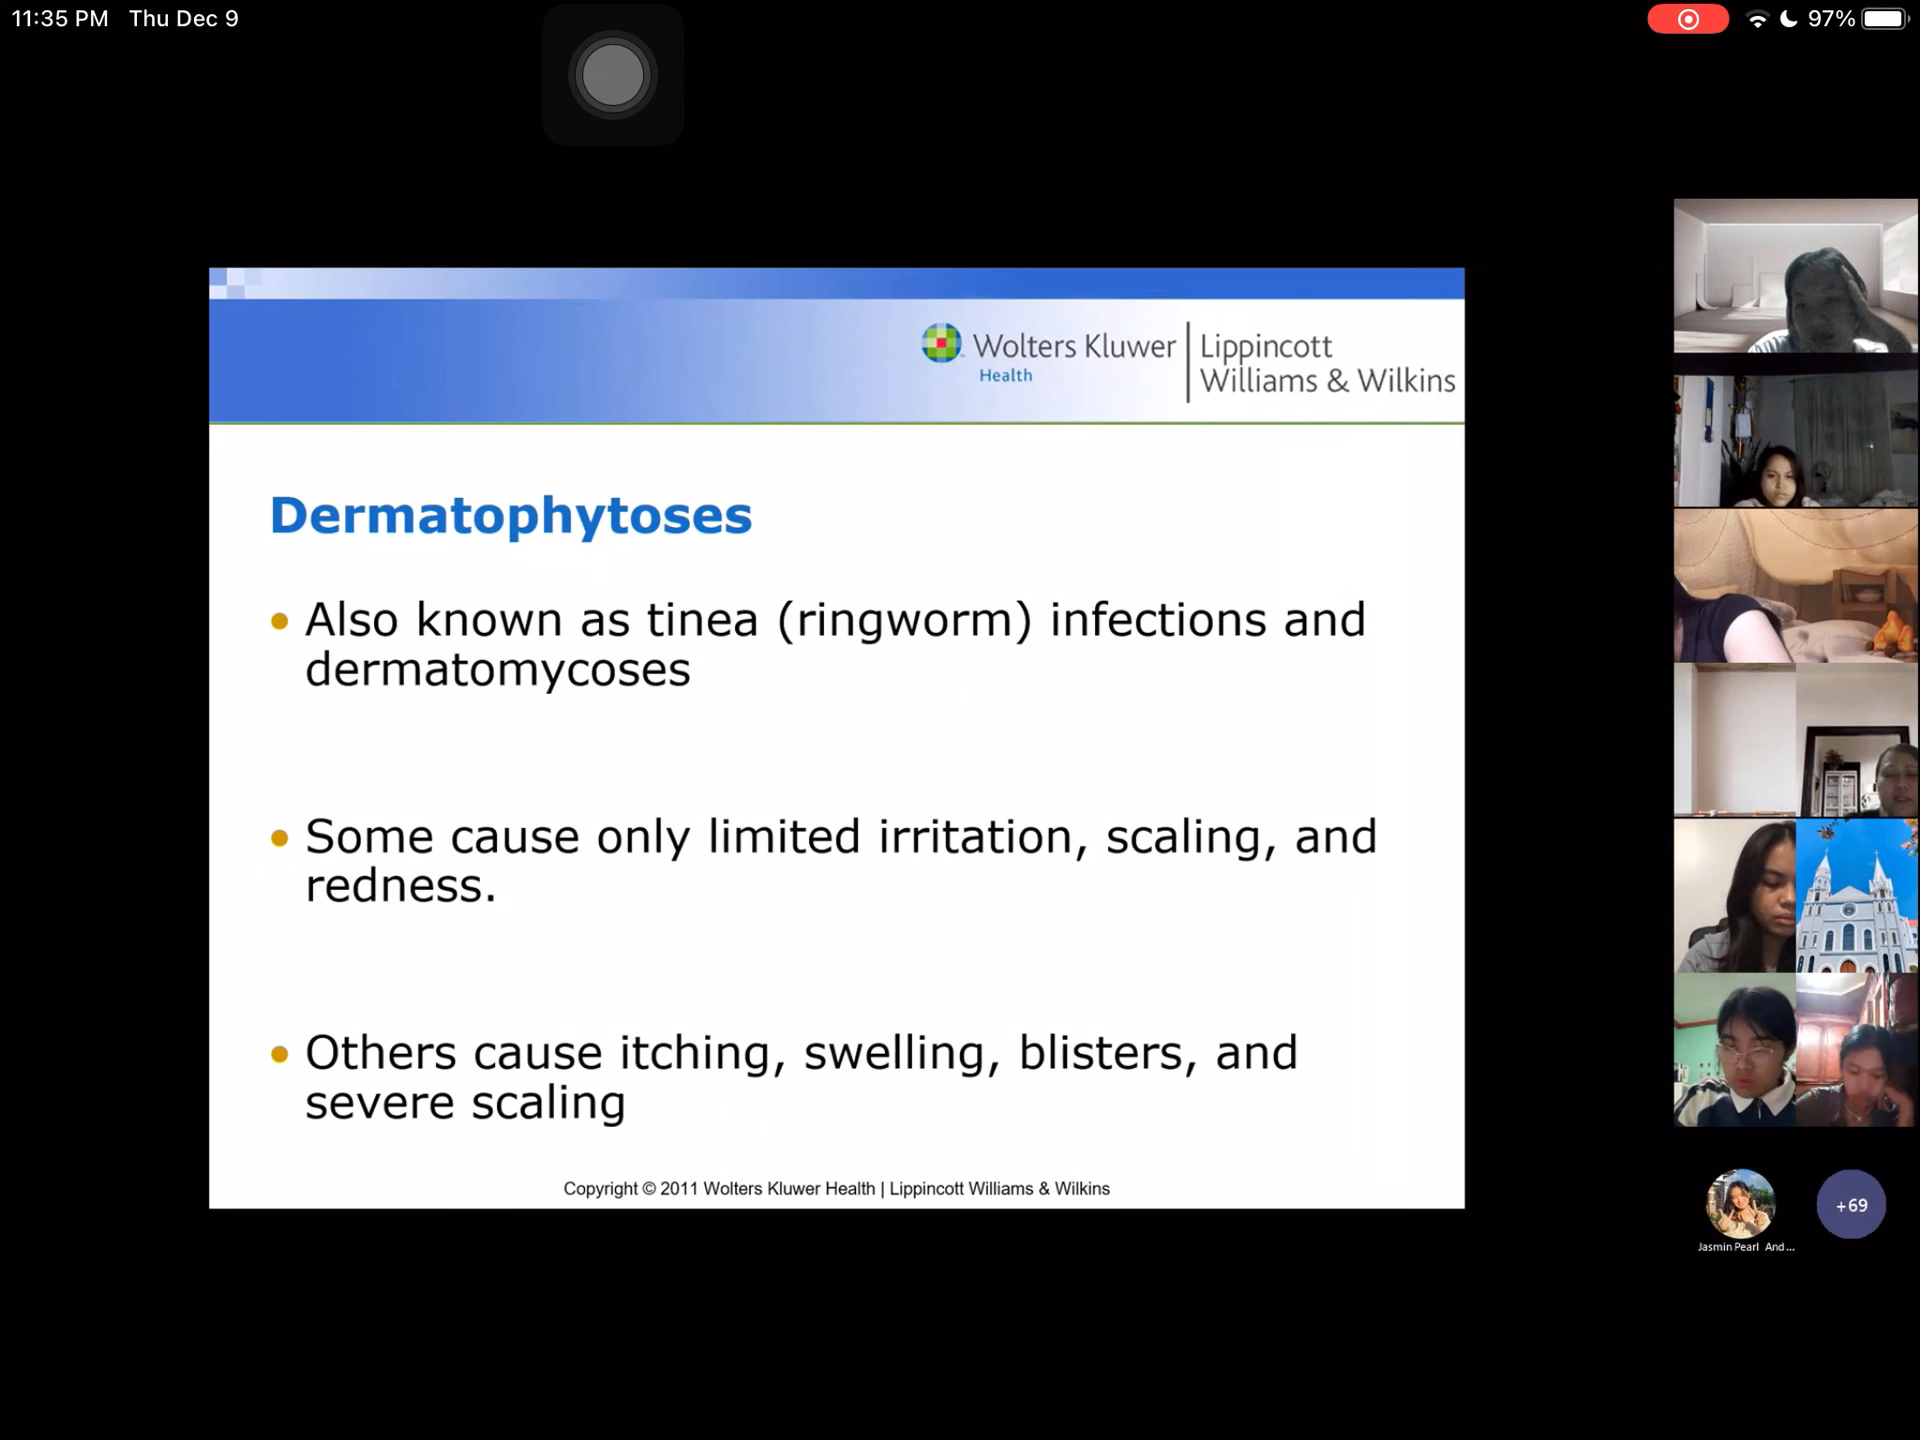 11:35 PM Thu Dec 9
97%
Wolters Kluwer
Health
Lippincott
Williams & Wilkins
Dermatophytoses
• Also known as tinea (ringworm) infections and
dermatomycoses
• Some cause only limited irritation, scaling, and
redness.
• Others cause itching, swelling, blisters, and
severe scaling
Copyright © 2011 Wolters Kluwer Health | Lippincott Williams & Wilkins
+69
Jasmin Pearl And...